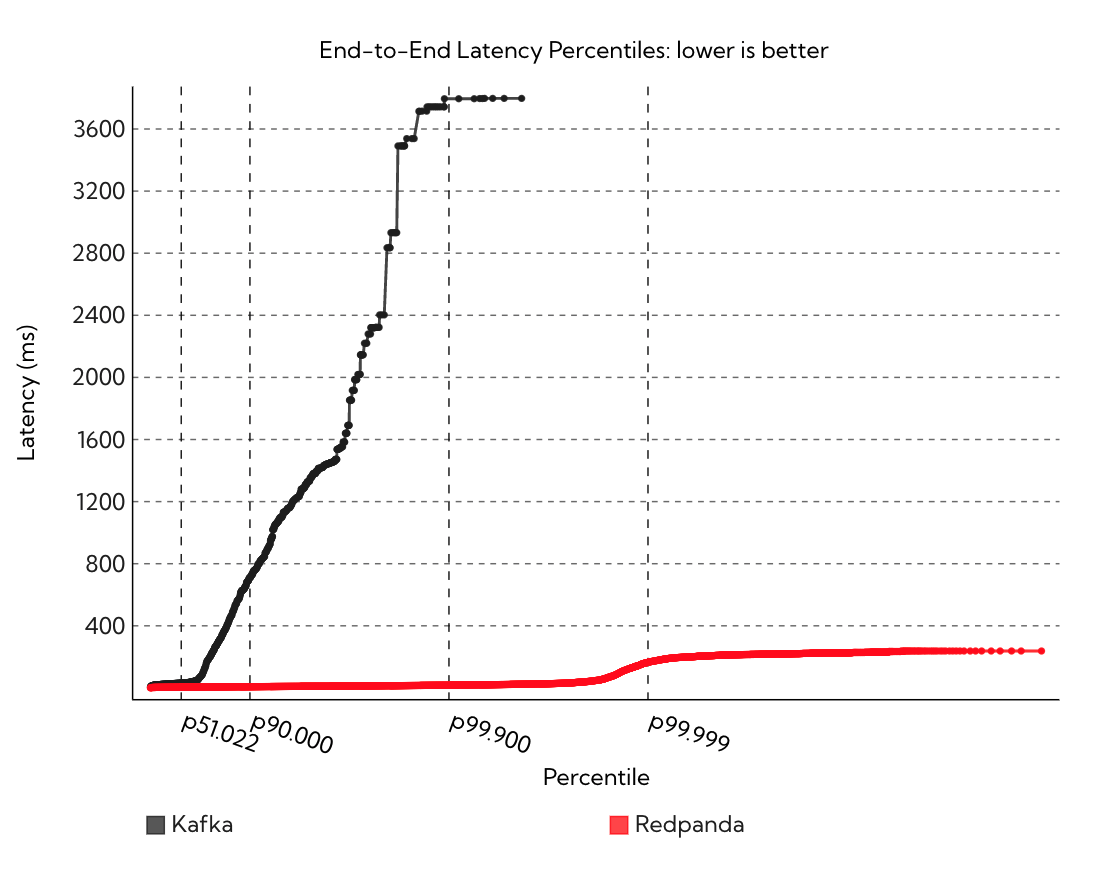 End-to-End Latency Percentiles: lower is better
3600
3200
2800
2400
2000
1600
1200
800
400
Latency (ms)
p51.022
p90.000
p99.900
p99.999
Percentile
Kafka
Redpanda